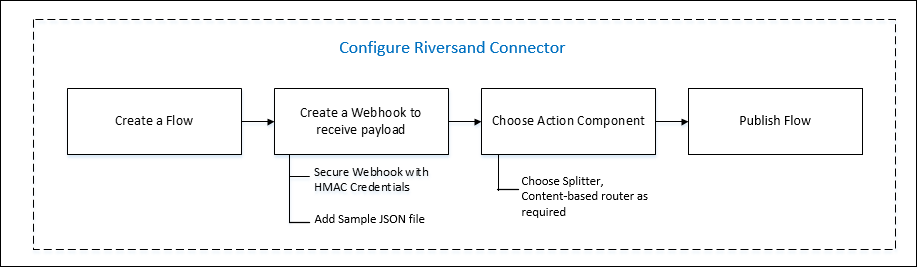 Configure Riversand Connector
Create a Flow
Create a Webhook to
receive payload
Choose Action Component
Publish Flow
Secure Webhook with
HMAC Credentials
Add Sample JSON file
Choose Splitter,
Content-based router as
required